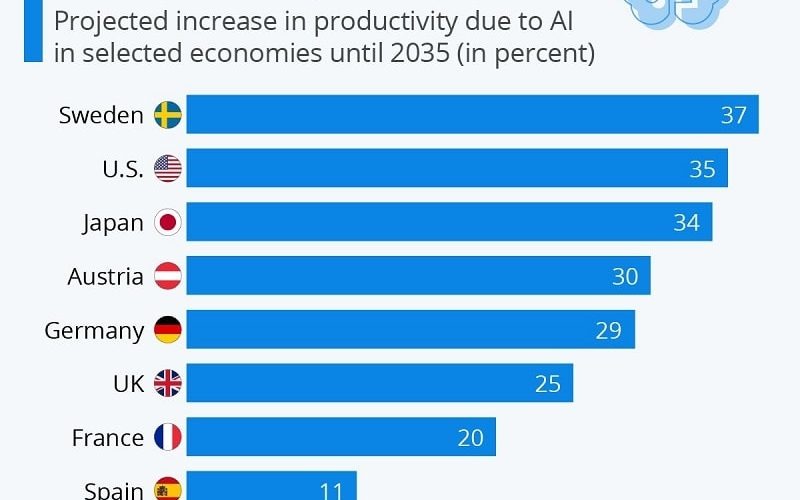 Projected increase in productivity due to AI
in selected economies until 2035 (in percent)
Sweden 37
U.S. 35
Japan 34
Austria 30
Germany 29
UK 25
France 20
Spain 11